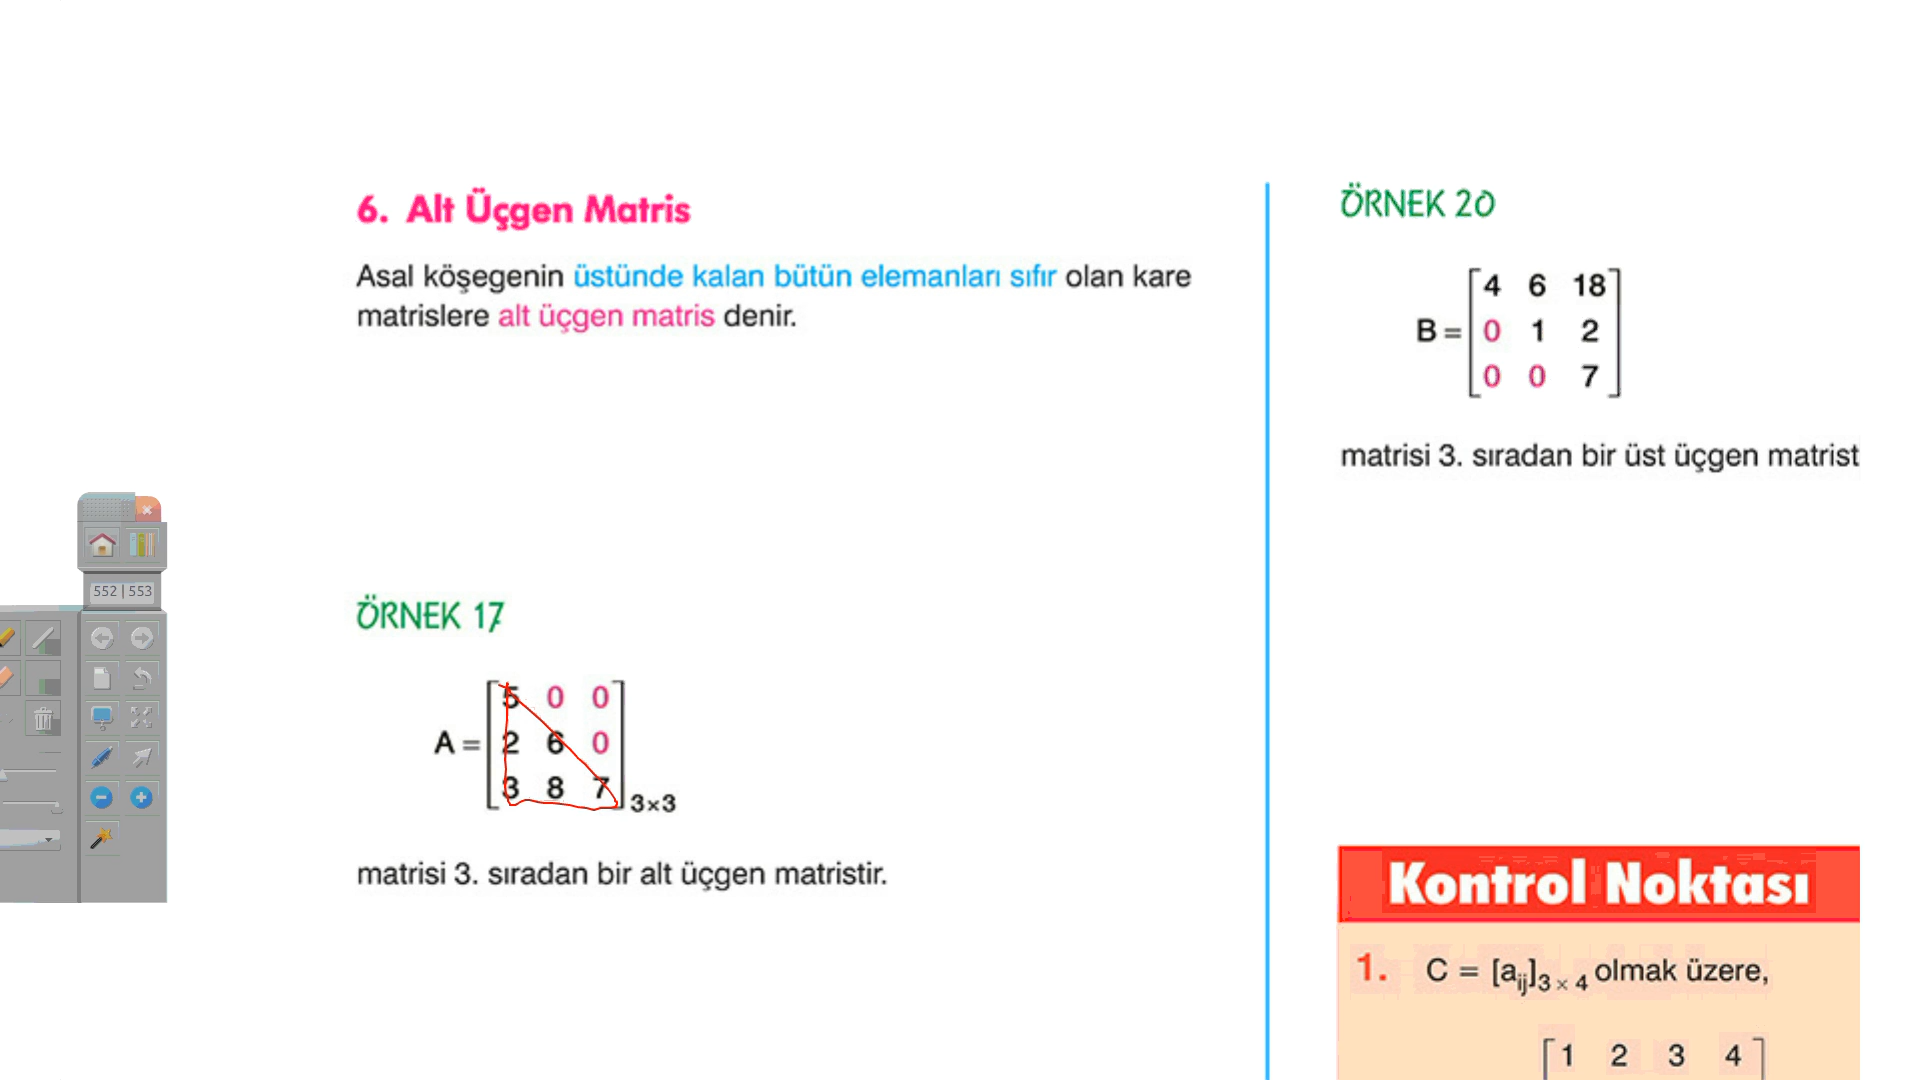 6. Alt Üçgen Matris
Asal köşegenin üstünde kalan bütün elemanları sıfır olan kare
matrislere alt üçgen matris denir.
ÖRNEK 17
5 0 0
A = 2 6 0
3 8 7 3×3
matrisi 3. sıradan bir alt üçgen matristir.
ÖRNEK 20
4 6 18
B = 0 1 2
0 0 7
matrisi 3. sıradan bir üst üçgen matrist
Kontrol Noktası
1. C = [aij]3 × 4 olmak üzere,
1 2 3 4
552 | 553